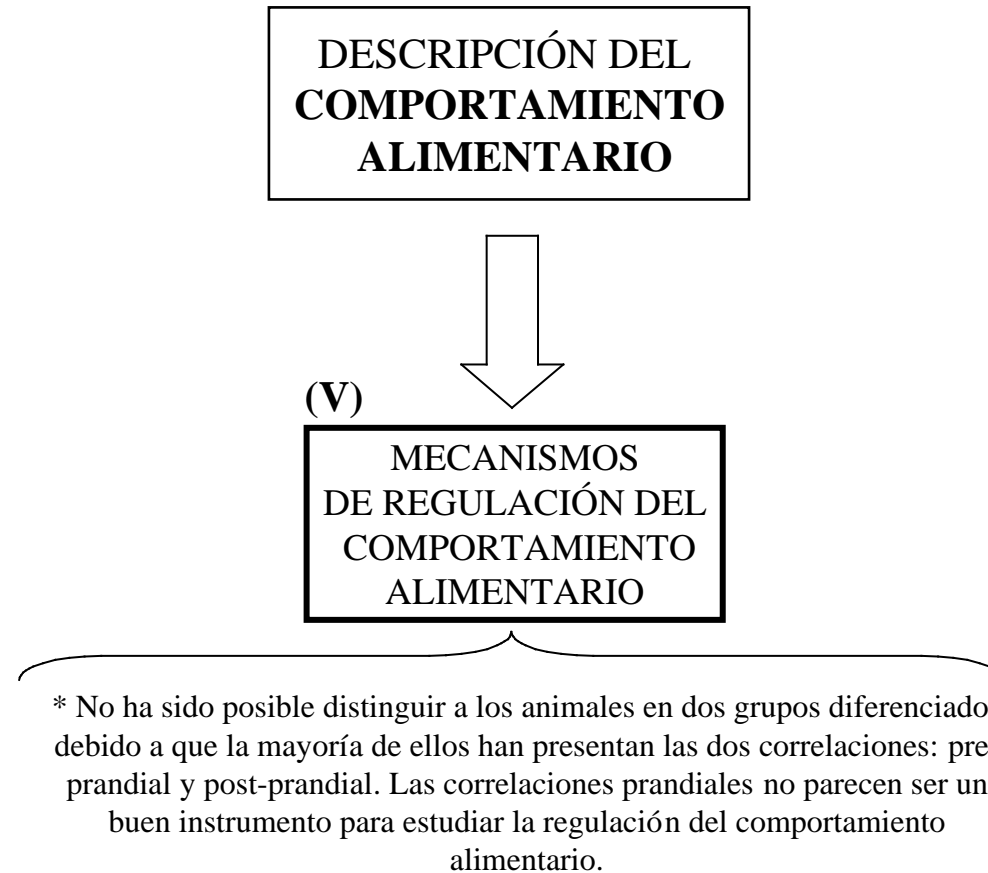 DESCRIPCIÓN DEL
COMPORTAMIENTO
ALIMENTARIO
(V)
MECANISMOS
DE REGULACIÓN DEL
COMPORTAMIENTO
ALIMENTARIO
* No ha sido posible distinguir a los animales en dos grupos diferenciado
debido a que la mayoría de ellos han presentan las dos correlaciones: pre
prandial y post-prandial. Las correlaciones prandiales no parecen ser un
buen instrumento para estudiar la regulación del comportamiento
alimentario.